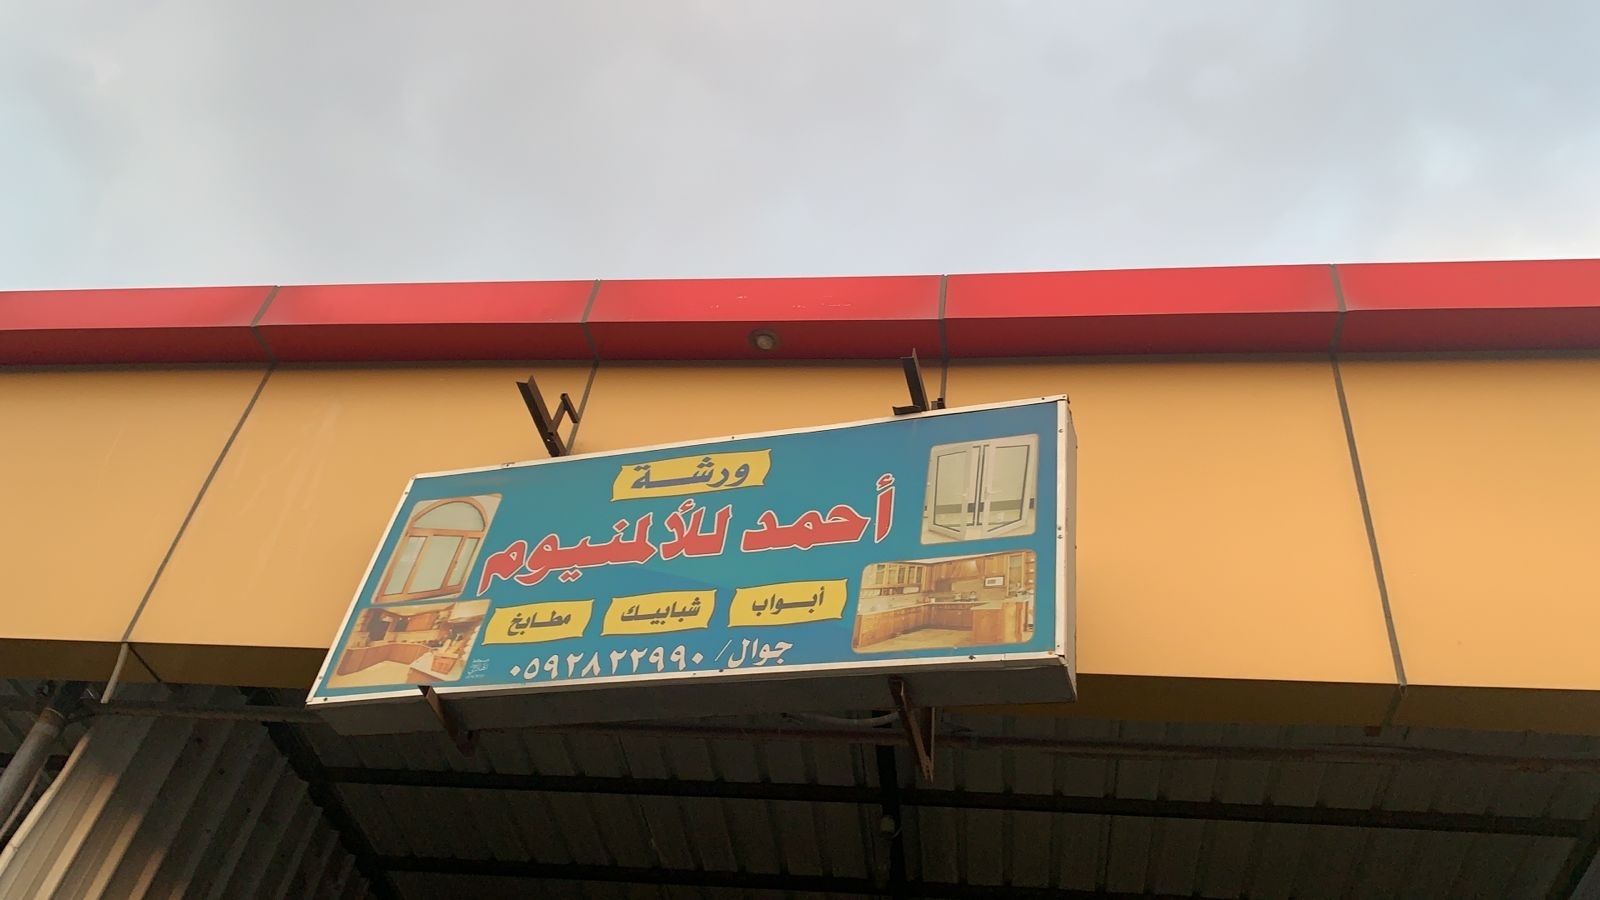 ورشة
أحمد للألمنيوم
أبواب شبابيك مطابخ
جوال/ ٠٥٩٢٨٢٢٩٩٠